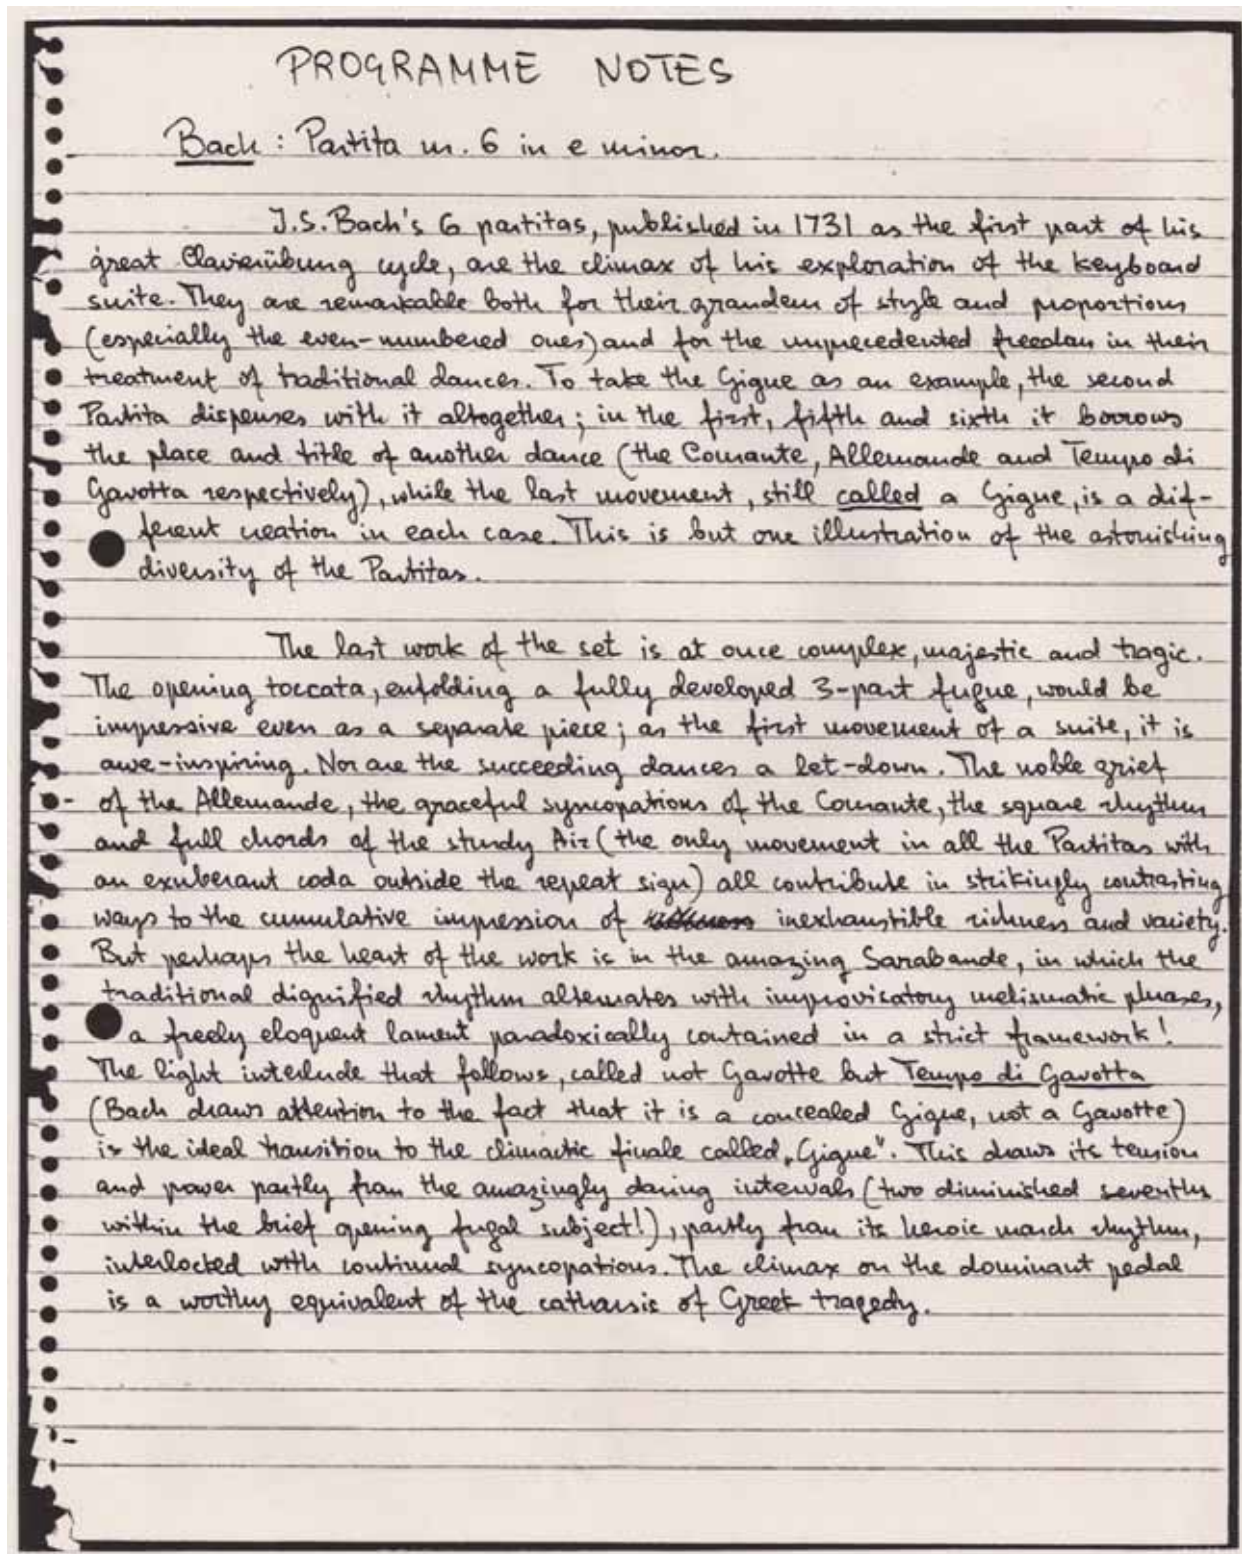 PROGRAMME NOTES
Bach: Partita nr. 6 in e minor.
J.S. Bach's 6 partitas, published in 1731 as the first part of his
great Clavierübung cycle, are the climax of his exploration of the keyboard
suite. They are remarkable both for their grandeur of style and proportions
(especially the even-numbered ones) and for the unprecedented freedom in their
treatment of traditional dances. To take the Gigue as an example, the second
Partita dispenses with it altogether; in the first, fifth and sixth it borrows
the place and title of another dance (the Courante, Allemande and Tempo di
Gavotta respectively), while the last movement, still called a Gigue, is a dif-
ferent creation in each case. This is but one illustration of the astonishing
diversity of the Partitas.
The last work of the set is at once complex, majestic and tragic.
The opening toccata, enfolding a fully developed 3-part fugue, would be
impressive even as a separate piece; as the first movement of a suite, it is
awe-inspiring. Nor are the succeeding dances a let-down. The noble grief
of the Allemande, the graceful syncopations of the Courante, the square rhythm
and full chords of the sturdy Air (the only movement in all the Partitas with
an exuberant coda outside the repeat sign) all contribute in strikingly contrasting
ways to the cumulative impression of inexhaustible richness and variety.
But perhaps the heart of the work is in the amazing Sarabande, in which the
traditional dignified rhythm alternates with improvisatory melismatic phrases,
a freely eloquent lament paradoxically contained in a strict framework!
The light interlude that follows, called not Gavotte but Tempo di Gavotta
(Bach draws attention to the fact that it is a concealed Gigue, not a Gavotte)
is the ideal transition to the climactic finale called „Gigue". This draws its tension
and power partly from the amazingly daring intervals (two diminished sevenths
within the brief opening fugal subject!), partly from its heroic march rhythm,
interlocked with continual syncopations. The climax on the dominant pedal
is a worthy equivalent of the catharsis of Greek tragedy.